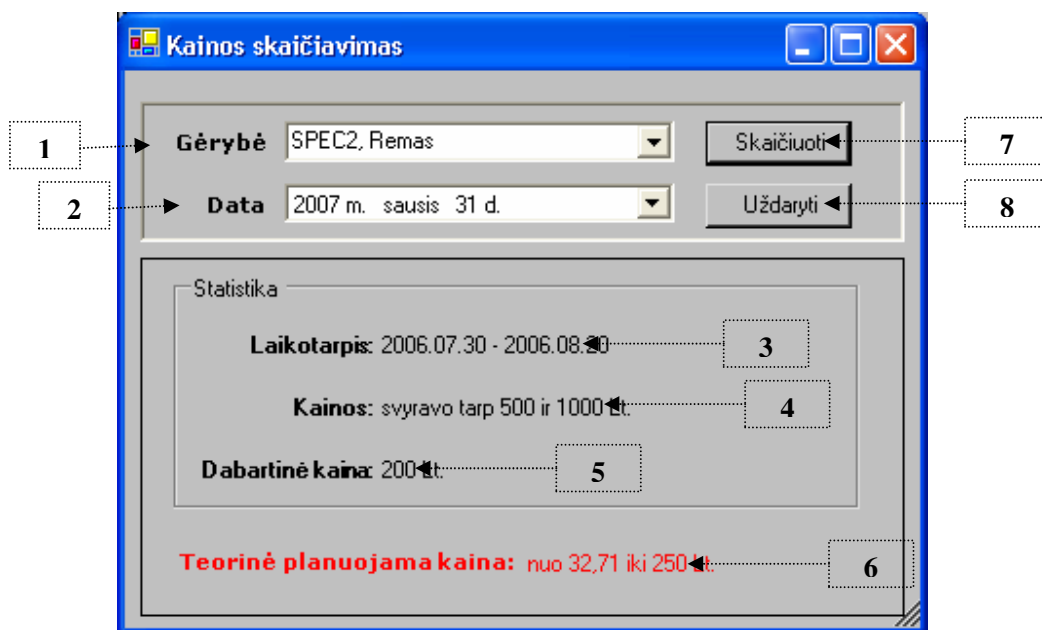 Kainos skaičiavimas
1 Gėrybė SPEC2, Remas Skaičiuoti 7
2 Data 2007 m. sausis 31 d. Uždaryti 8
Statistika
Laikotarpis: 2006.07.30 - 2006.08.20 3
Kainos: svyravo tarp 500 ir 1000 Lt. 4
Dabartinė kaina: 200 Lt. 5
Teorinė planuojama kaina: nuo 32,71 iki 250 Lt. 6